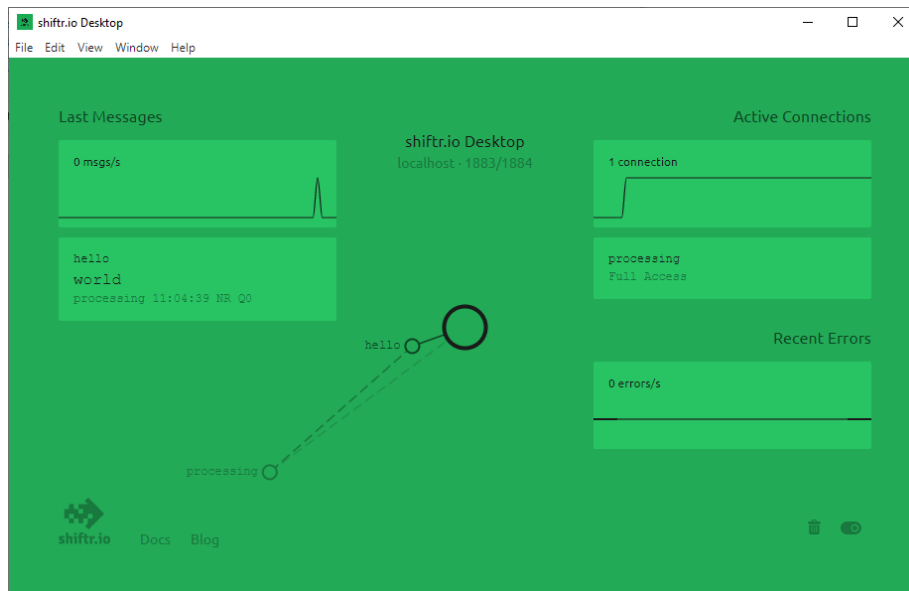 shiftr.io Desktop
File Edit View Window Help
Last Messages
0 msgs/s
hello
world
processing 11:04:39 NR Q0
shiftr.io Desktop
localhost · 1883/1884
Active Connections
1 connection
processing
Full Access
Recent Errors
0 errors/s
hello
processing
shiftr.io
Docs Blog